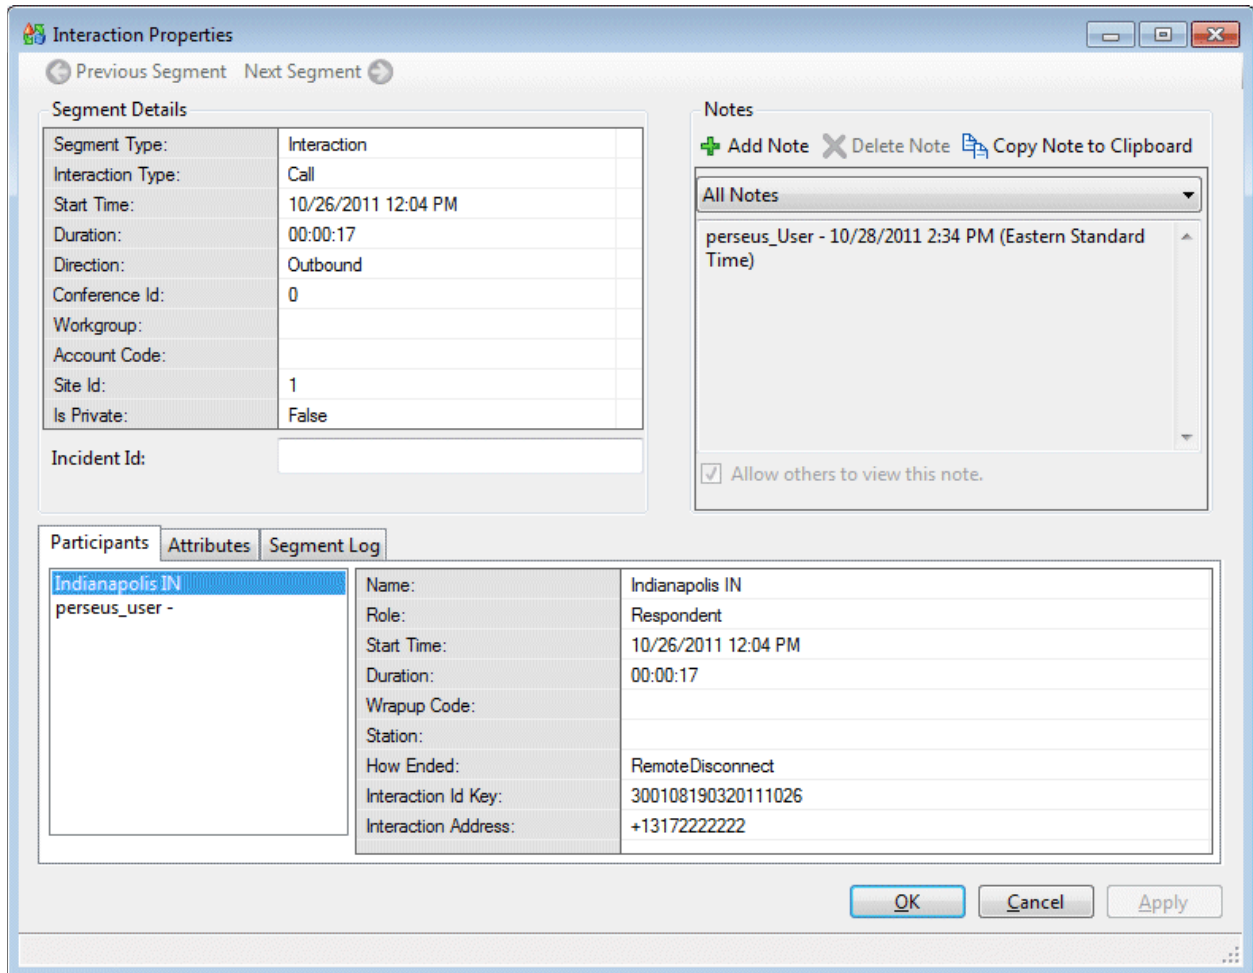 Interaction Properties
Previous Segment Next Segment
Segment Details
Segment Type: Interaction
Interaction Type: Call
Start Time: 10/26/2011 12:04 PM
Duration: 00:00:17
Direction: Outbound
Conference Id: 0
Workgroup:
Account Code:
Site Id: 1
Is Private: False
Incident Id:
Notes
Add Note Delete Note Copy Note to Clipboard
All Notes
perseus_User - 10/28/2011 2:34 PM (Eastern Standard
Time)
Allow others to view this note.
Participants Attributes Segment Log
Indianapolis IN
perseus_user -
Name: Indianapolis IN
Role: Respondent
Start Time: 10/26/2011 12:04 PM
Duration: 00:00:17
Wrapup Code:
Station:
How Ended: RemoteDisconnect
Interaction Id Key: 300108190320111026
Interaction Address: +13172222222
OK Cancel Apply